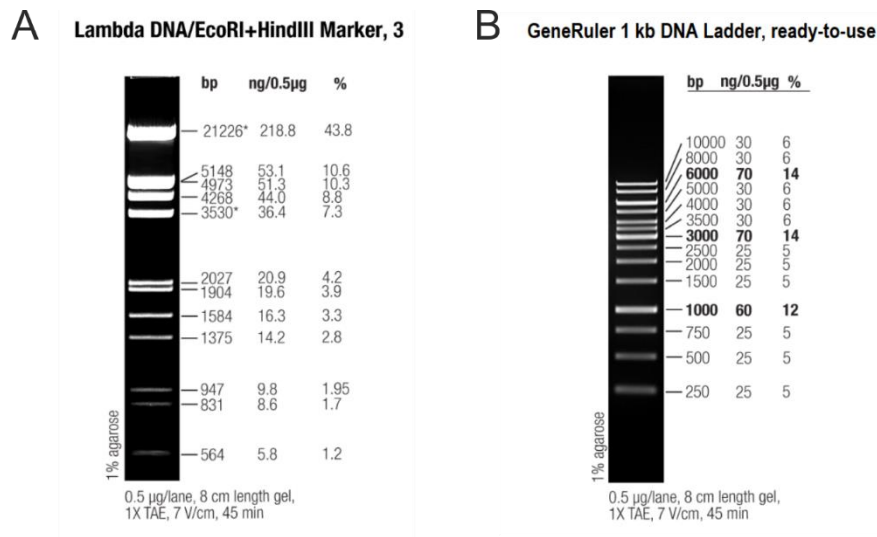 A
Lambda DNA/EcoRI+HindIII Marker, 3
bp ng/0.5µg %
21226* 218.8 43.8
5148 53.1 10.6
4973 51.3 10.3
4268 44.0 8.8
3530* 36.4 7.3
2027 20.9 4.2
1904 19.6 3.9
1584 16.3 3.3
1375 14.2 2.8
947 9.8 1.95
831 8.6 1.7
564 5.8 1.2
1% agarose
0.5 µg/lane, 8 cm length gel,
1X TAE, 7 V/cm, 45 min
B
GeneRuler 1 kb DNA Ladder, ready-to-use
bp ng/0.5µg %
10000 30 6
8000 30 6
6000 70 14
5000 30 6
4000 30 6
3500 30 6
3000 70 14
2500 25 5
2000 25 5
1500 25 5
1000 60 12
750 25 5
500 25 5
250 25 5
1% agarose
0.5 µg/lane, 8 cm length gel,
1X TAE, 7 V/cm, 45 min